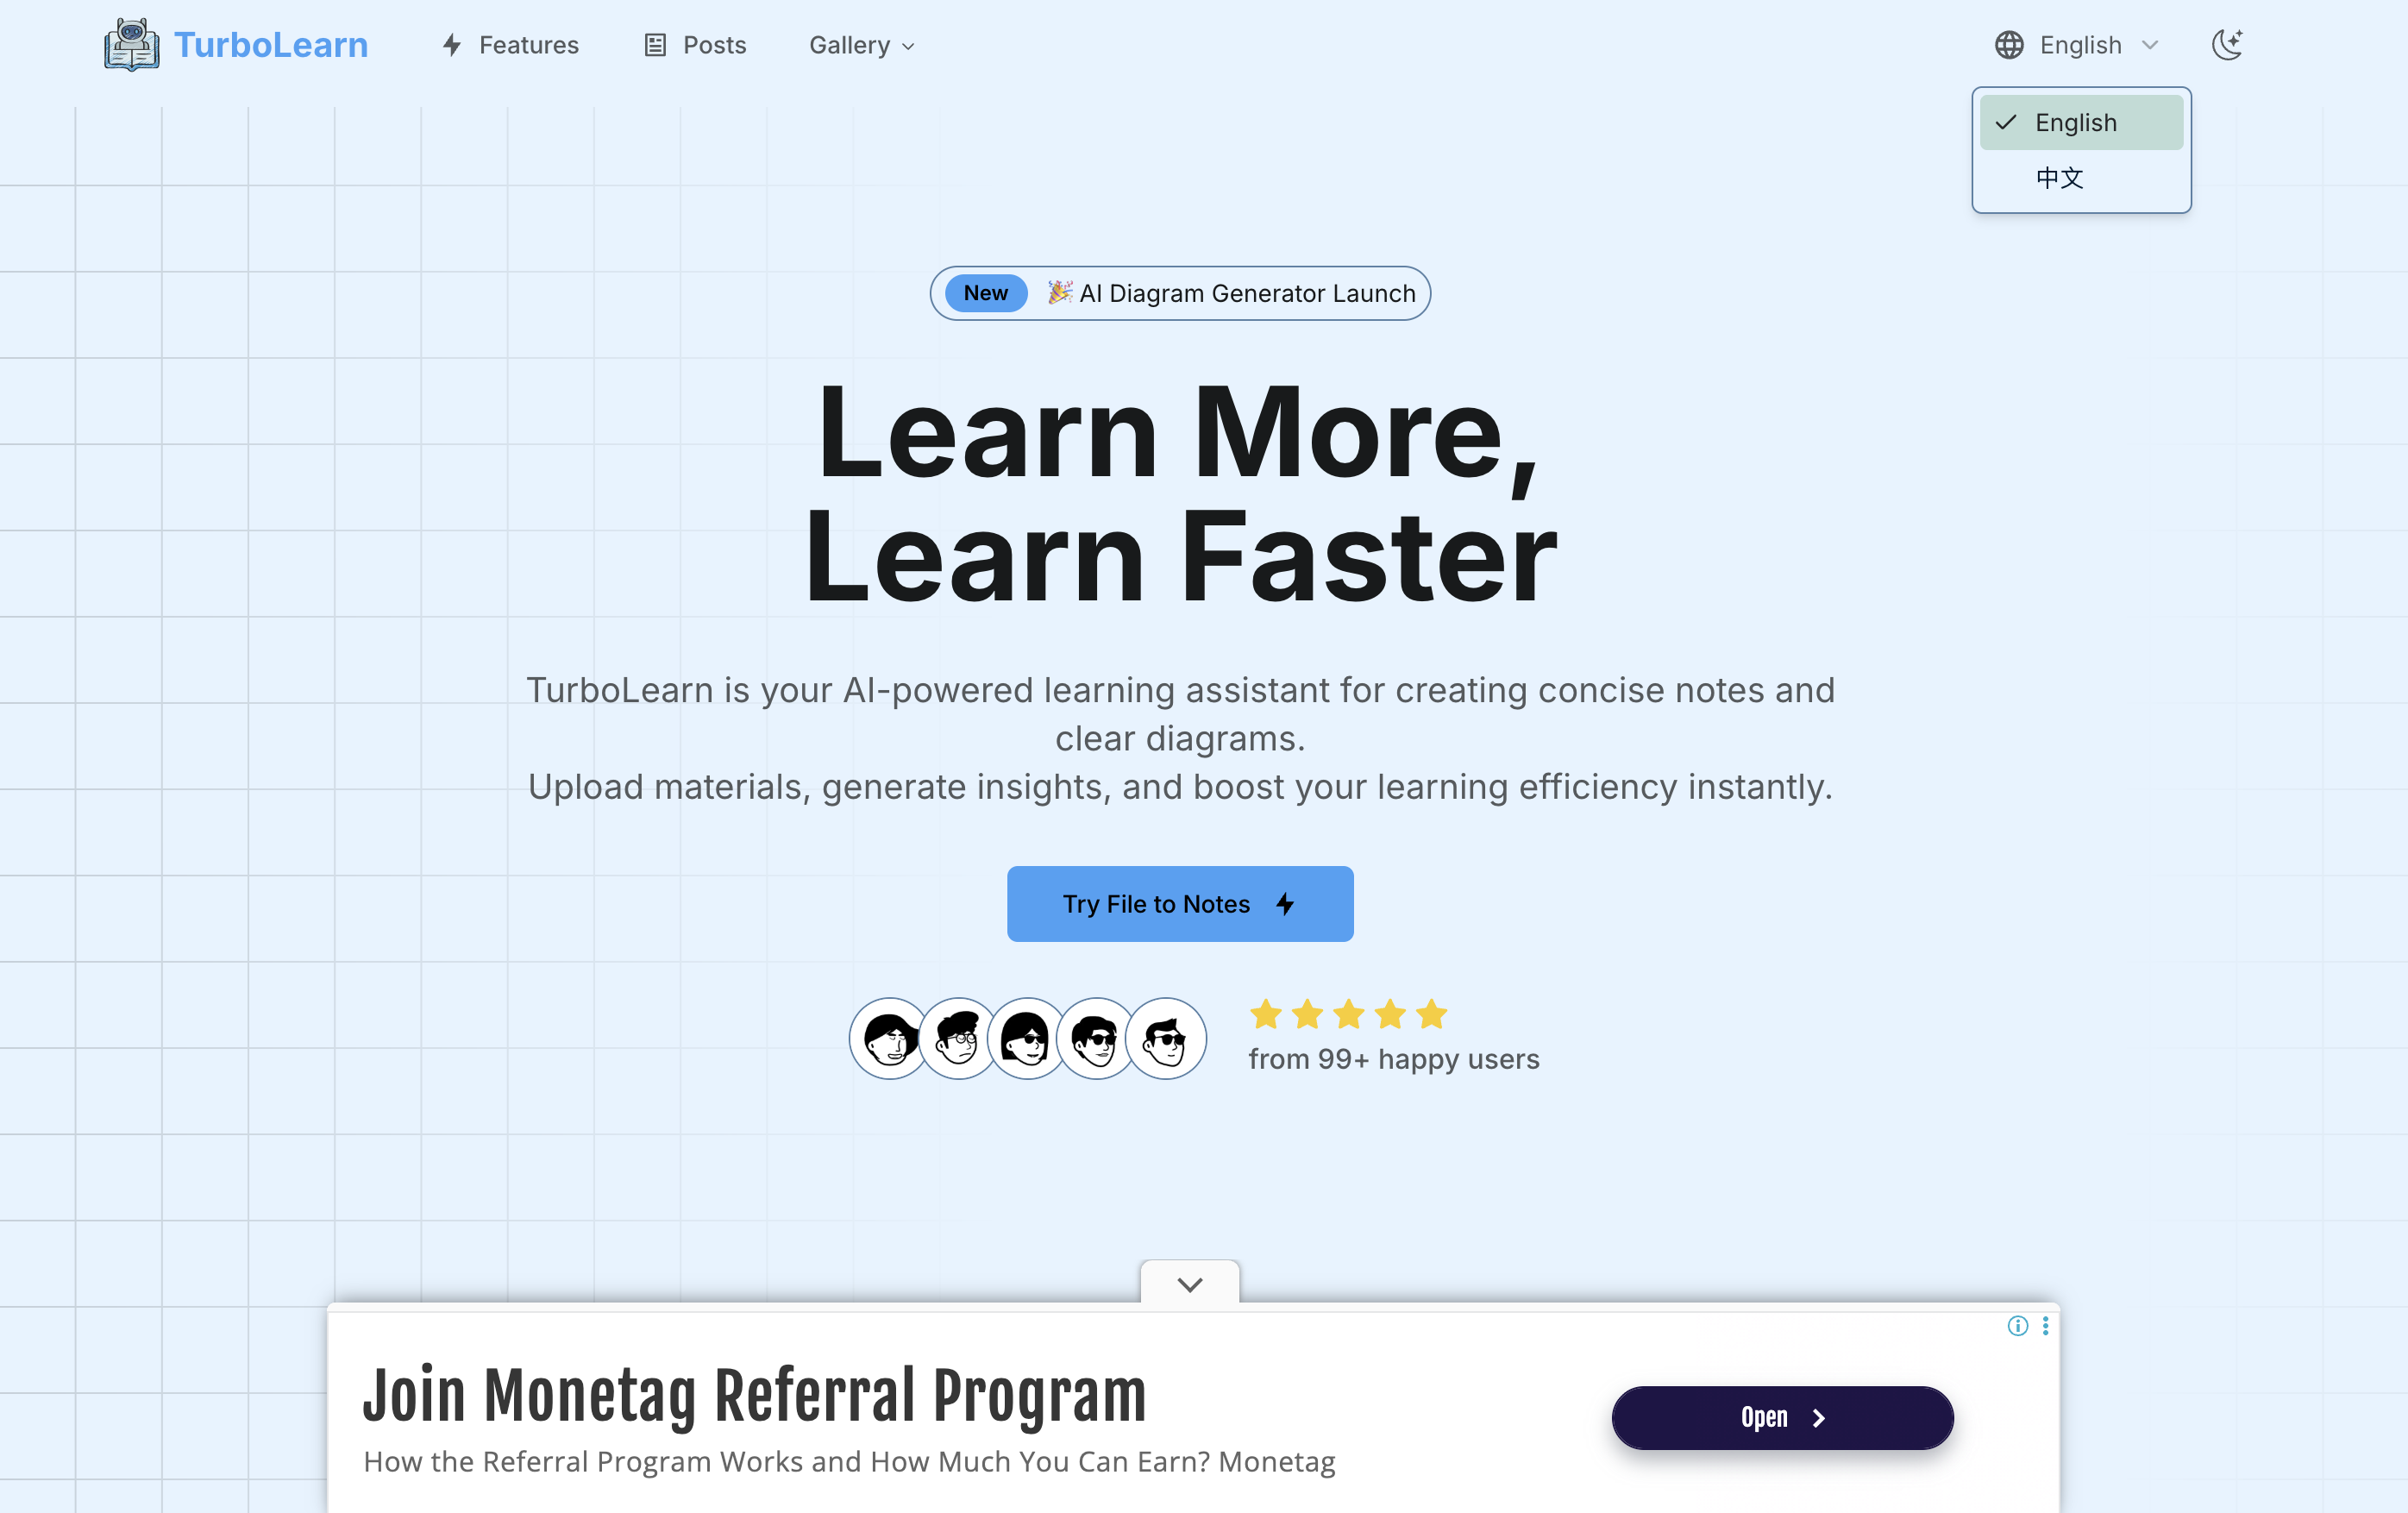 TurboLearn
Features
Posts
Gallery
English
English
中文
New 🎉 AI Diagram Generator Launch
Learn More,
Learn Faster
TurboLearn is your AI-powered learning assistant for creating concise notes and
clear diagrams.
Upload materials, generate insights, and boost your learning efficiency instantly.
Try File to Notes
from 99+ happy users
Join Monetag Referral Program
How the Referral Program Works and How Much You Can Earn? Monetag
Open